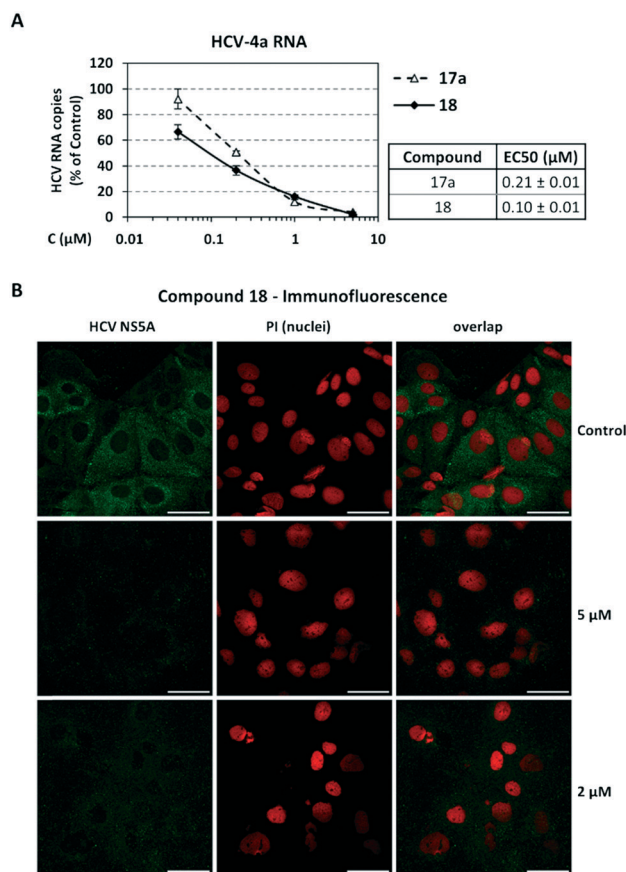 A
HCV-4a RNA
HCV RNA copies
(% of Control)
120
100
80
60
40
20
0
C (µM)
0.01
0.1
1
10
17a
18
Compound EC50 (µM)
17a 0.21 ± 0.01
18 0.10 ± 0.01
B
Compound 18 - Immunofluorescence
HCV NS5A PI (nuclei) overlap
Control
5 µM
2 µM